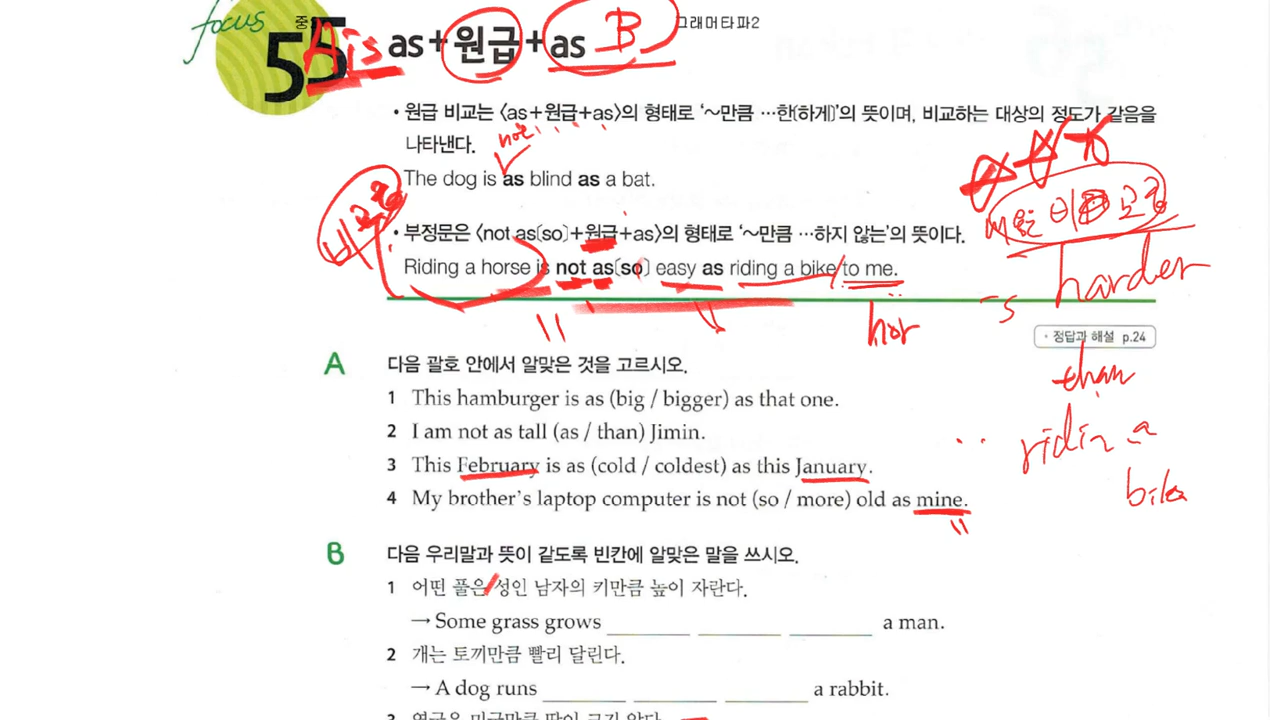 focus
중
그래머타파2
55
A is as+원급+as B
• 원급 비교는 〈as+원급+as〉의 형태로 ‘~만큼 …한(하게)’의 뜻이며, 비교하는 대상의 정도가 같음을
나타낸다.
not
The dog is as blind as a bat.
• 부정문은 〈not as(so)+원급+as〉의 형태로 ‘~만큼 …하지 않는’의 뜻이다.
Riding a horse is not as(so) easy as riding a bike to me.
harder
hor
• 정답과 해설 p.24
than
a
A 다음 괄호 안에서 알맞은 것을 고르시오.
1 This hamburger is as (big / bigger) as that one.
2 I am not as tall (as / than) Jimin.
3 This February is as (cold / coldest) as this January.
4 My brother’s laptop computer is not (so / more) old as mine.
B 다음 우리말과 뜻이 같도록 빈칸에 알맞은 말을 쓰시오.
1 어떤 풀은 성인 남자의 키만큼 높이 자란다.
→ Some grass grows ______ ______ ______ a man.
2 개는 토끼만큼 빨리 달린다.
→ A dog runs ______ ______ ______ a rabbit.